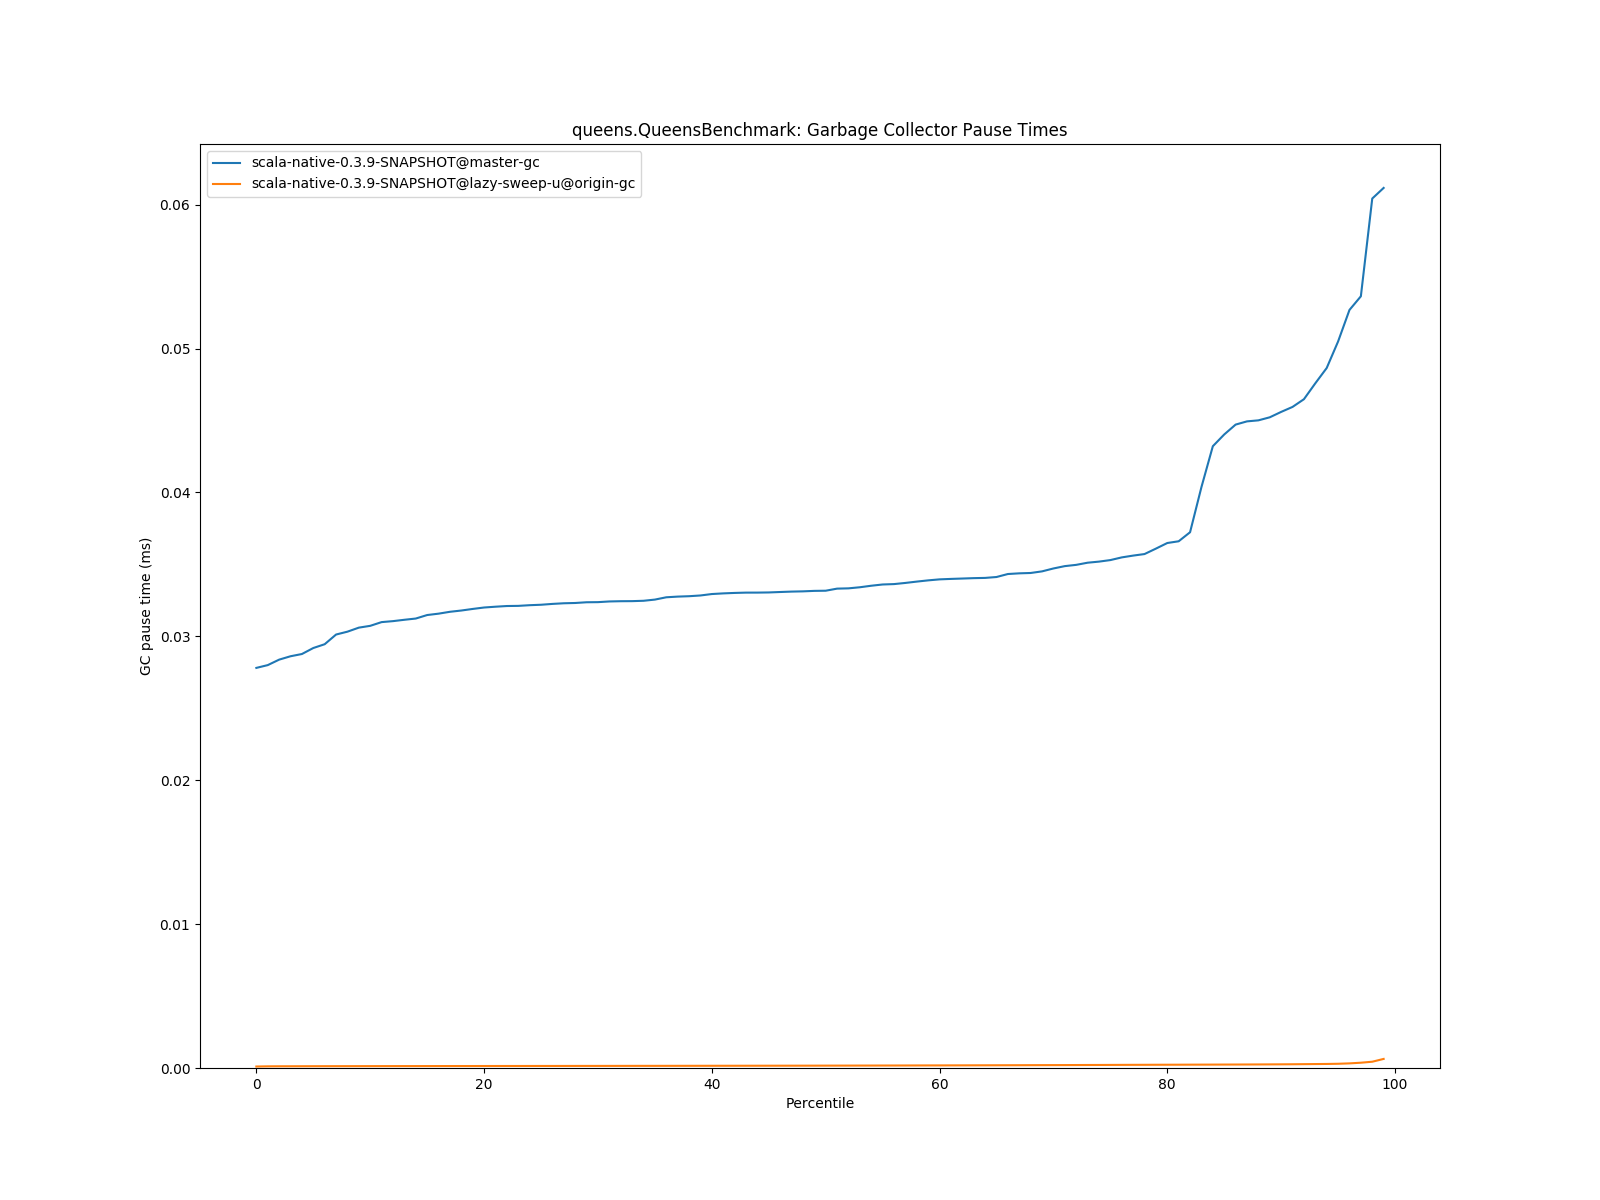 queens.QueensBenchmark: Garbage Collector Pause Times
scala-native-0.3.9-SNAPSHOT@master-gc
scala-native-0.3.9-SNAPSHOT@lazy-sweep-u@origin-gc
0.06
0.05
0.04
0.03
0.02
0.01
0.00
GC pause time (ms)
0 20 40 60 80 100
Percentile